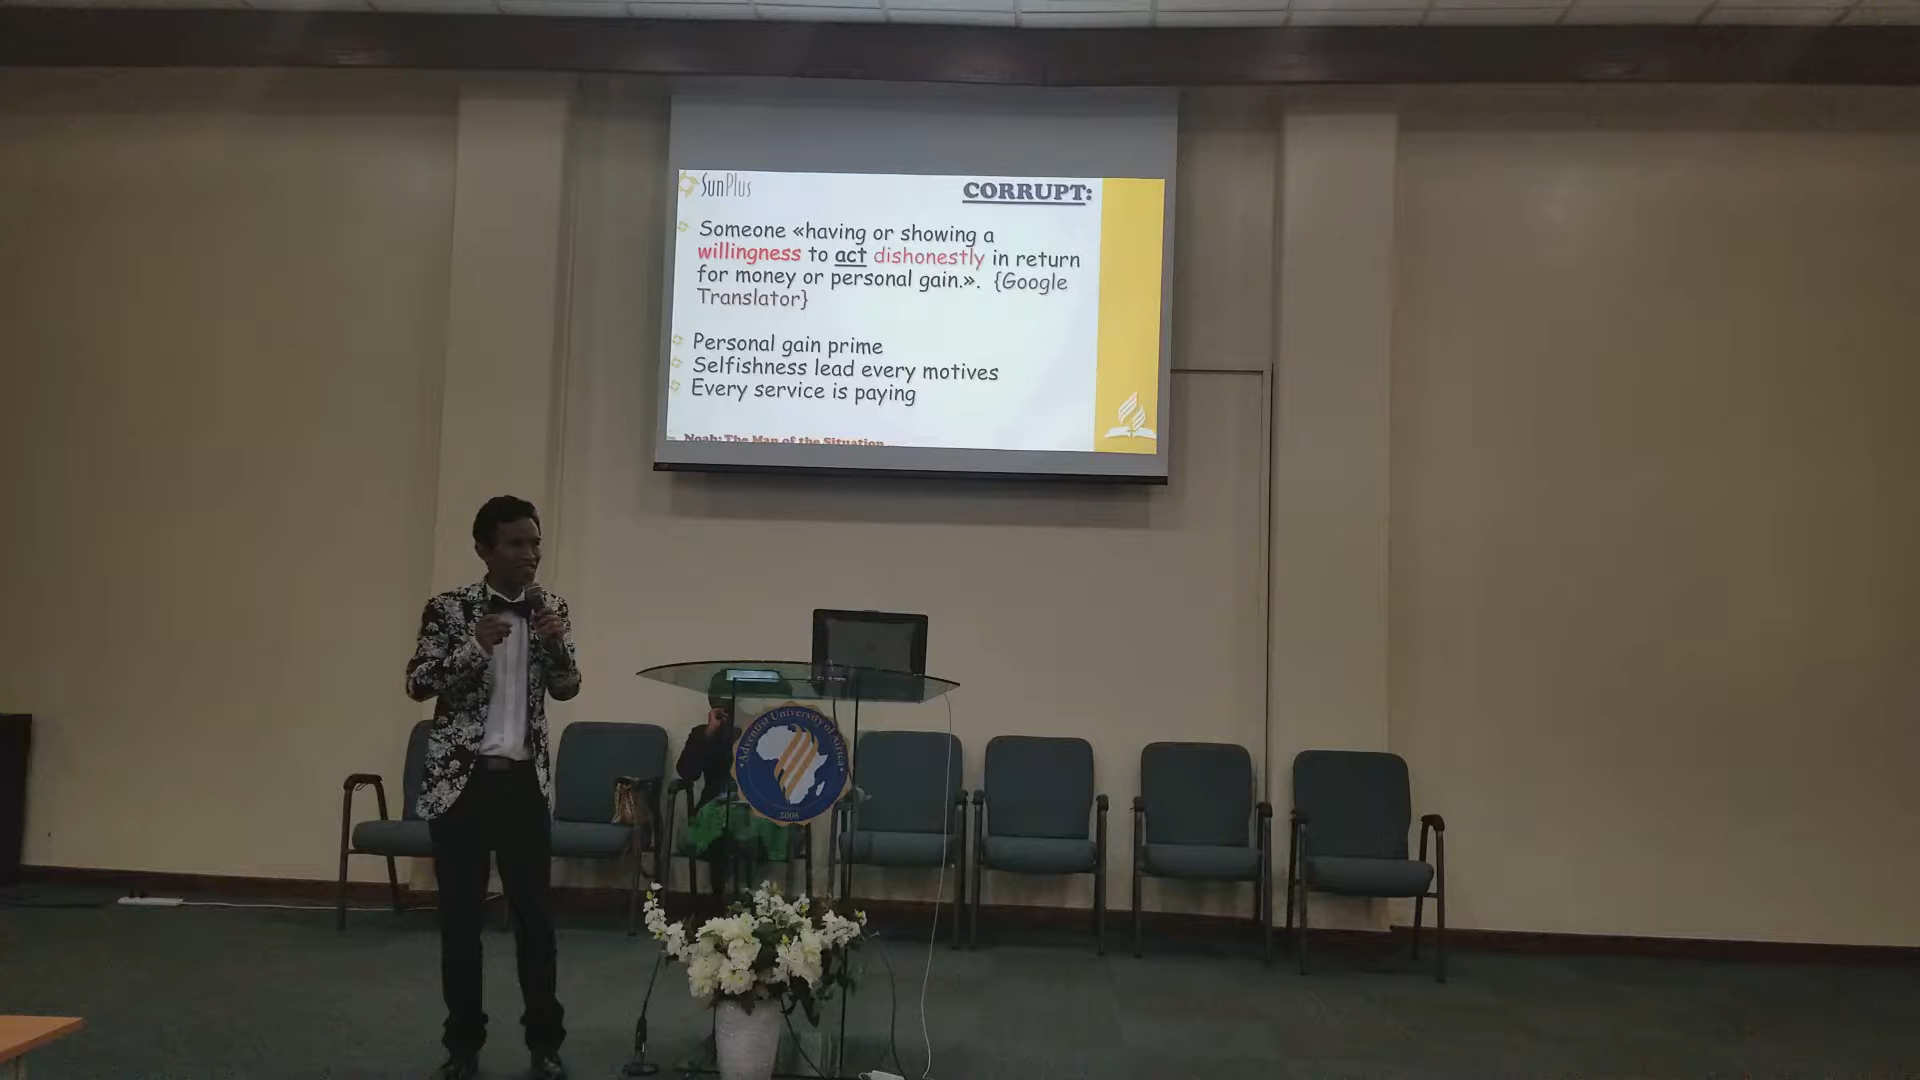 SunPlus
CORRUPT:
Someone «having or showing a
willingness to act dishonestly in return
for money or personal gain.». {Google
Translator}
Personal gain prime
Selfishness lead every motives
Every service is paying
Noah: The Man of the Situation
Adventist University of Africa
2006